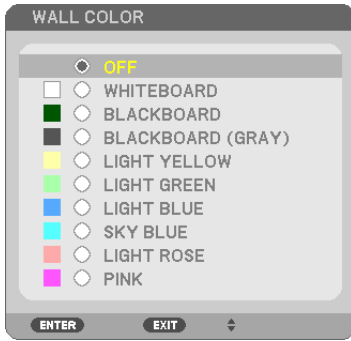 WALL COLOR
OFF
WHITEBOARD
BLACKBOARD
BLACKBOARD (GRAY)
LIGHT YELLOW
LIGHT GREEN
LIGHT BLUE
SKY BLUE
LIGHT ROSE
PINK
ENTER EXIT